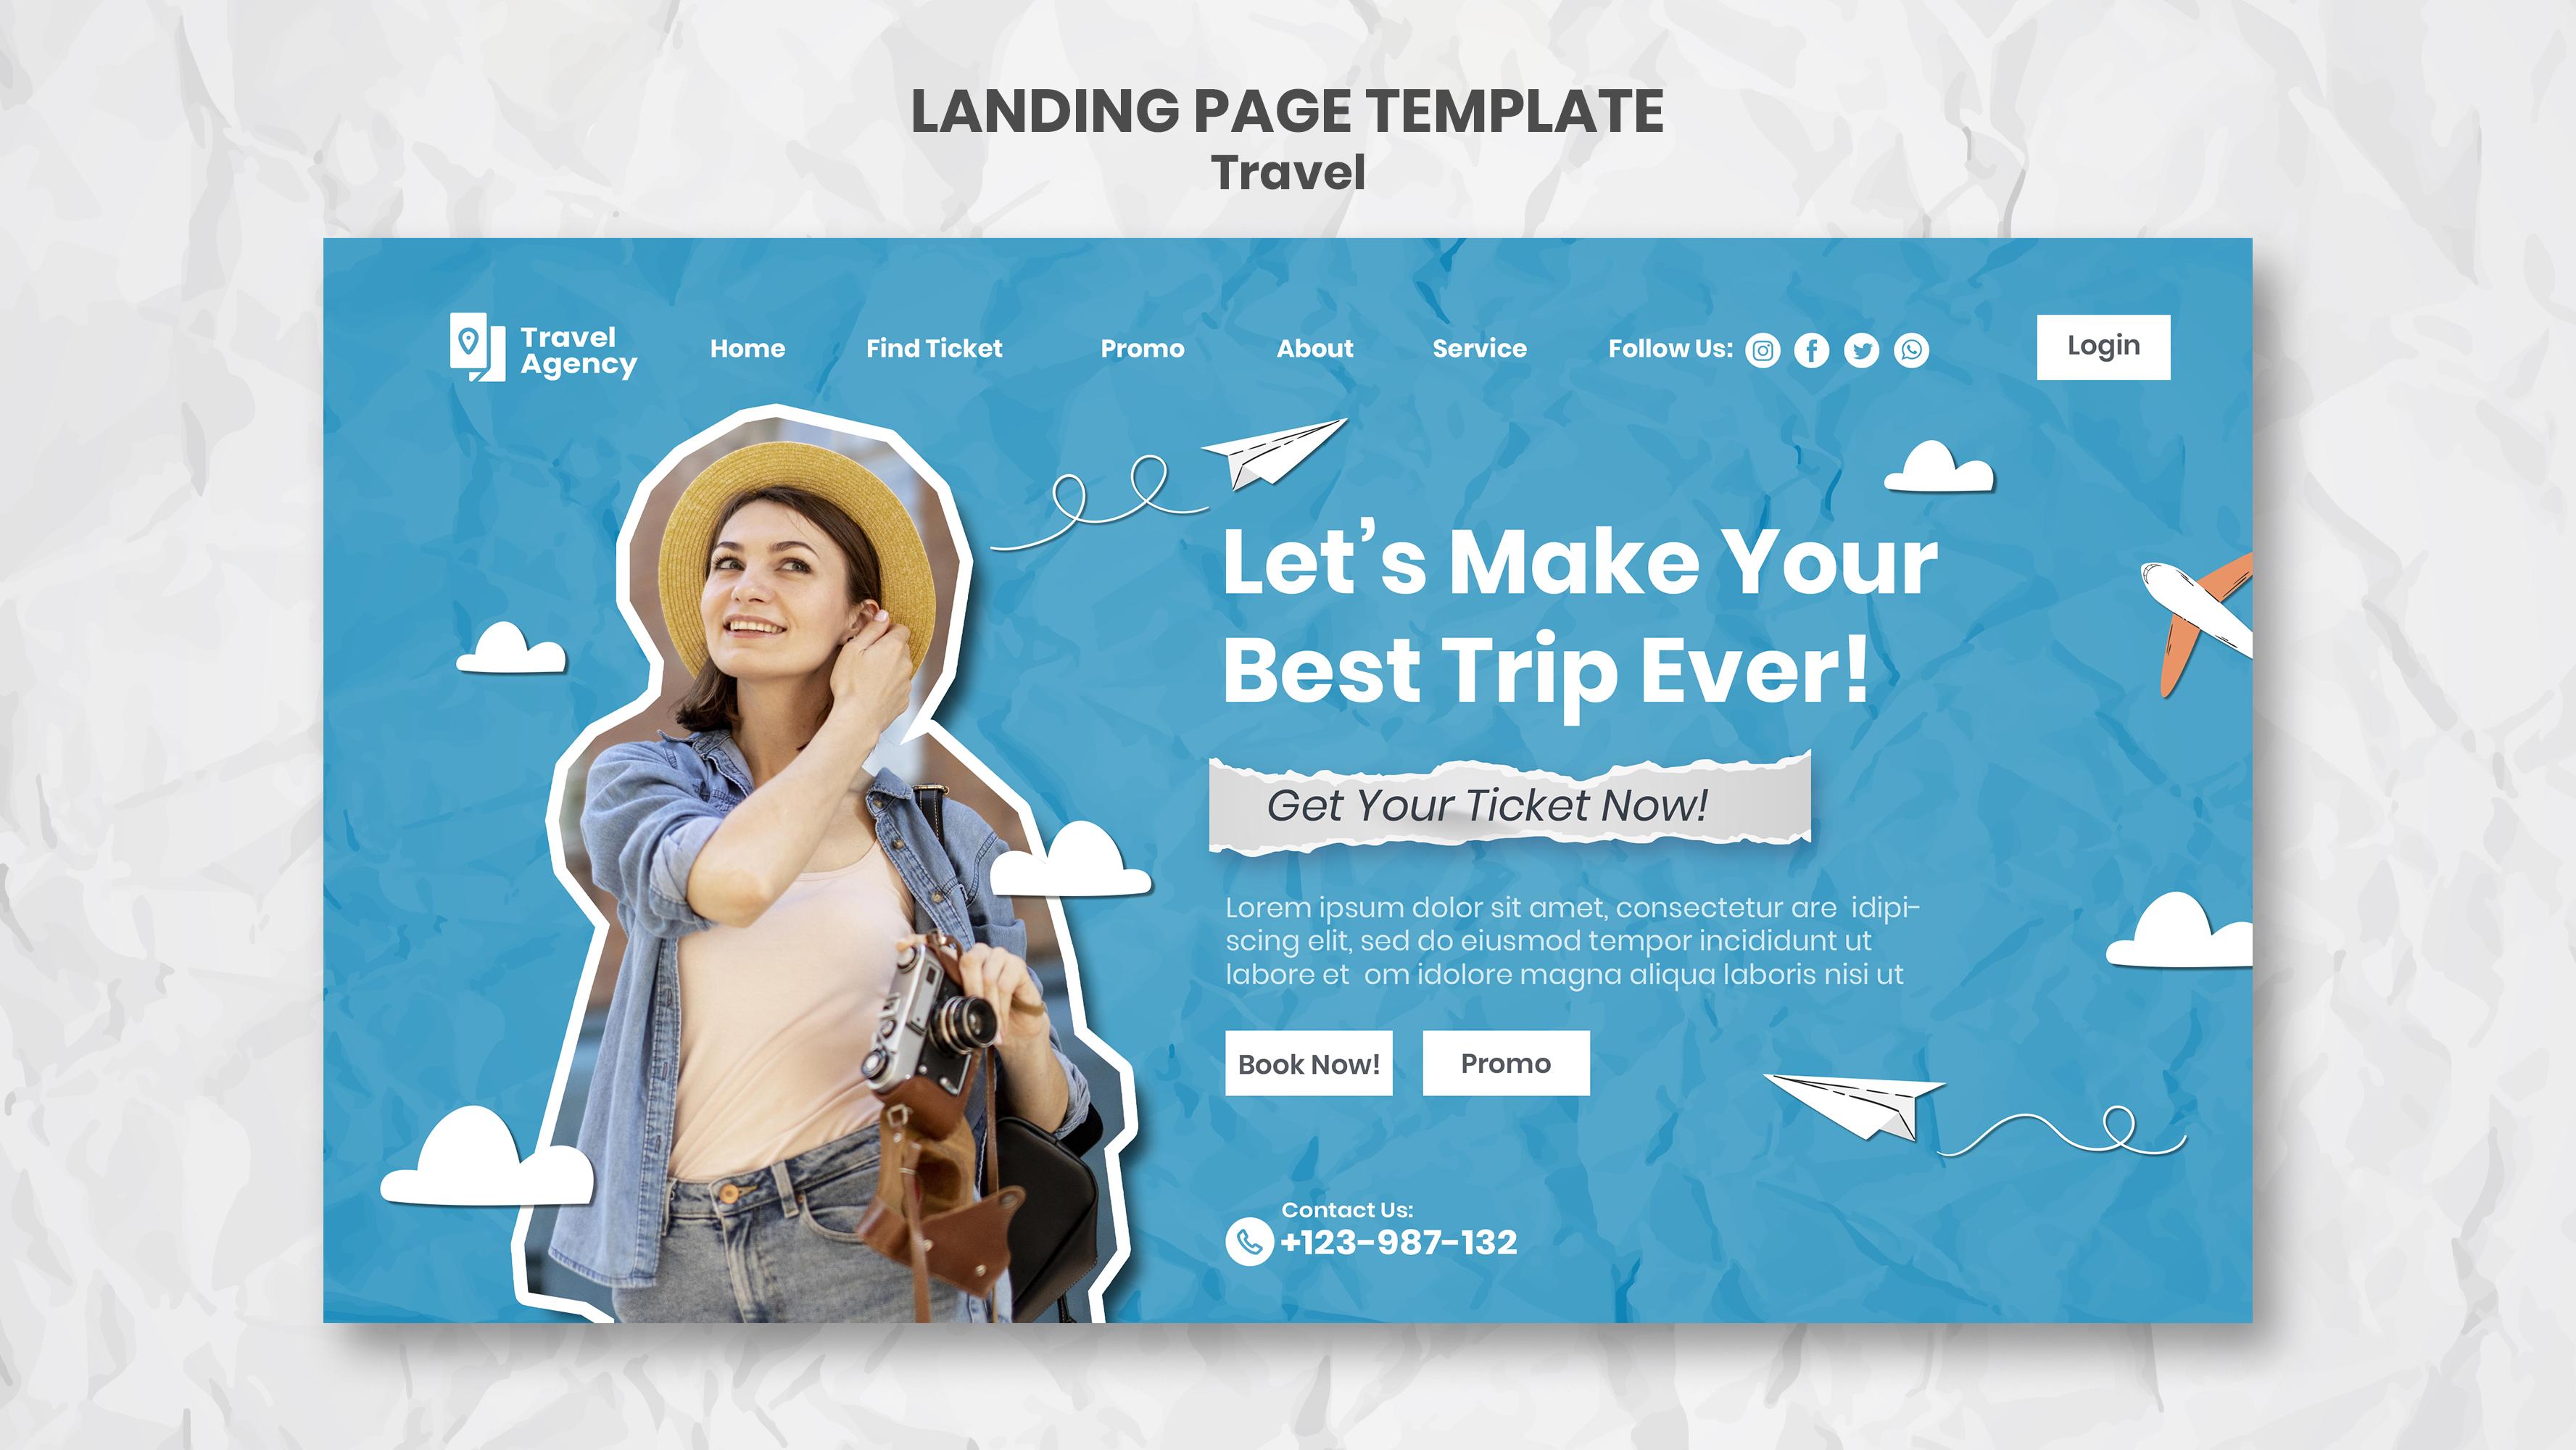 LANDING PAGE TEMPLATE
Travel
Travel
Agency
Home
Find Ticket
Promo
About
Service
Follow Us:
Login
Let’s Make Your
Best Trip Ever!
Get Your Ticket Now!
Lorem ipsum dolor sit amet, consectetur are idipi-
scing elit, sed do eiusmod tempor incididunt ut
labore et om idolore magna aliqua laboris nisi ut
Book Now!
Promo
Contact Us:
+123-987-132